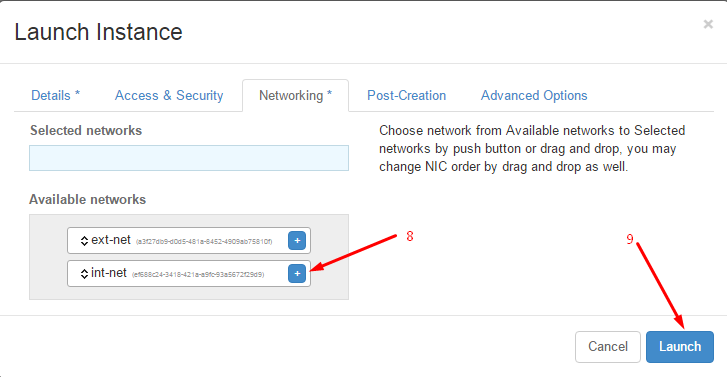 Launch Instance
×
Details *
Access & Security
Networking *
Post-Creation
Advanced Options
Selected networks
Choose network from Available networks to Selected
networks by push button or drag and drop, you may
change NIC order by drag and drop as well.
Available networks
ext-net (a3f27db9-d0d5-481a-8452-4909ab75810f) +
int-net (ef688c24-3418-421a-a9fc-93a5672f29d9) +
8
9
Cancel
Launch